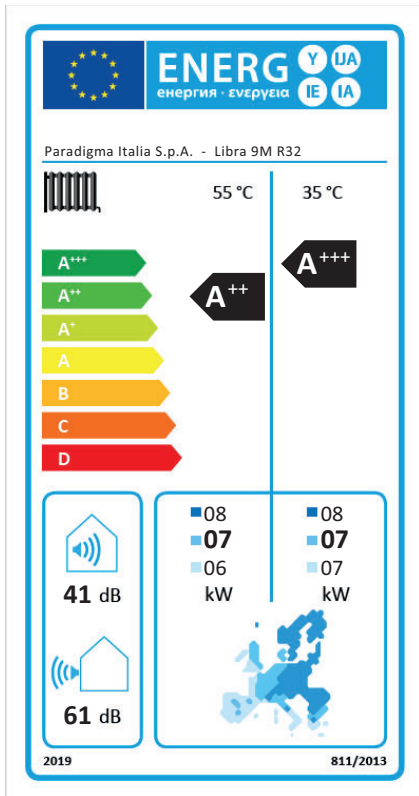 ENERG Y IJA
енергия · ενεργεια IE IA
Paradigma Italia S.p.A. - Libra 9M R32
55 °C 35 °C
A+++
A++
A+
A
B
C
D
A++
A+++
41 dB
61 dB
08 08
07 07
06 07
kW kW
2019 811/2013